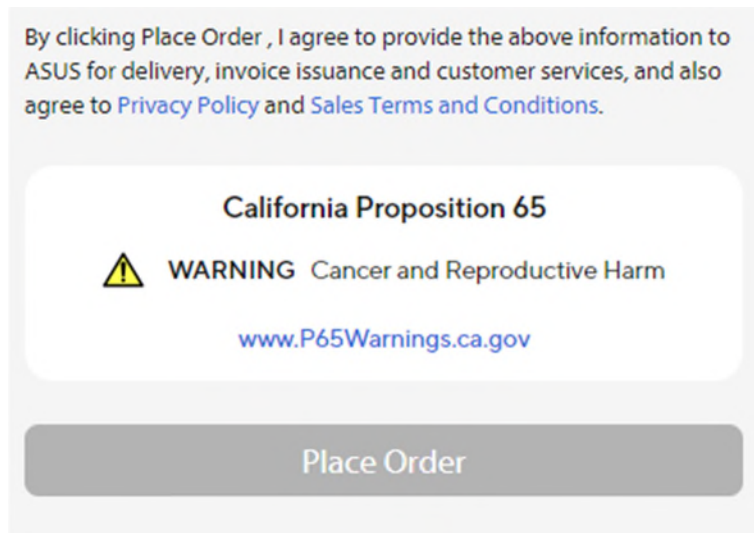 By clicking Place Order , I agree to provide the above information to
ASUS for delivery, invoice issuance and customer services, and also
agree to Privacy Policy and Sales Terms and Conditions.
California Proposition 65
WARNING Cancer and Reproductive Harm
www.P65Warnings.ca.gov
Place Order